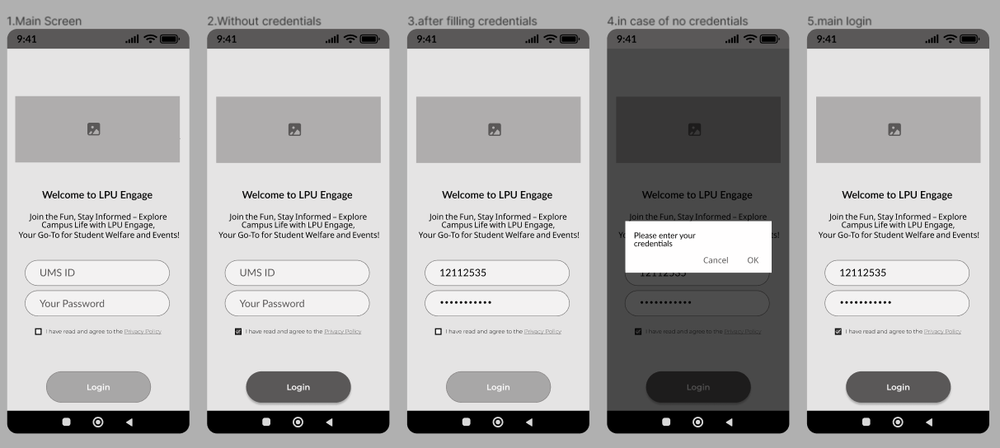 1.Main Screen
9:41
Welcome to LPU Engage
Join the Fun, Stay Informed – Explore
Campus Life with LPU Engage,
Your Go-To for Student Welfare and Events!
UMS ID
Your Password
I have read and agree to the Privacy Policy
Login
2.Without credentials
9:41
Welcome to LPU Engage
Join the Fun, Stay Informed – Explore
Campus Life with LPU Engage,
Your Go-To for Student Welfare and Events!
UMS ID
Your Password
I have read and agree to the Privacy Policy
Login
3.after filling credentials
9:41
Welcome to LPU Engage
Join the Fun, Stay Informed – Explore
Campus Life with LPU Engage,
Your Go-To for Student Welfare and Events!
12112535
•••••••••••
I have read and agree to the Privacy Policy
Login
4.in case of no credentials
9:41
Welcome to LPU Engage
Join the Fun, Stay Informed – Explore
Please enter your
credentials
Cancel OK
12112535
•••••••••••
I have read and agree to the Privacy Policy
Login
5.main login
9:41
Welcome to LPU Engage
Join the Fun, Stay Informed – Explore
Campus Life with LPU Engage,
Your Go-To for Student Welfare and Events!
12112535
•••••••••••
I have read and agree to the Privacy Policy
Login